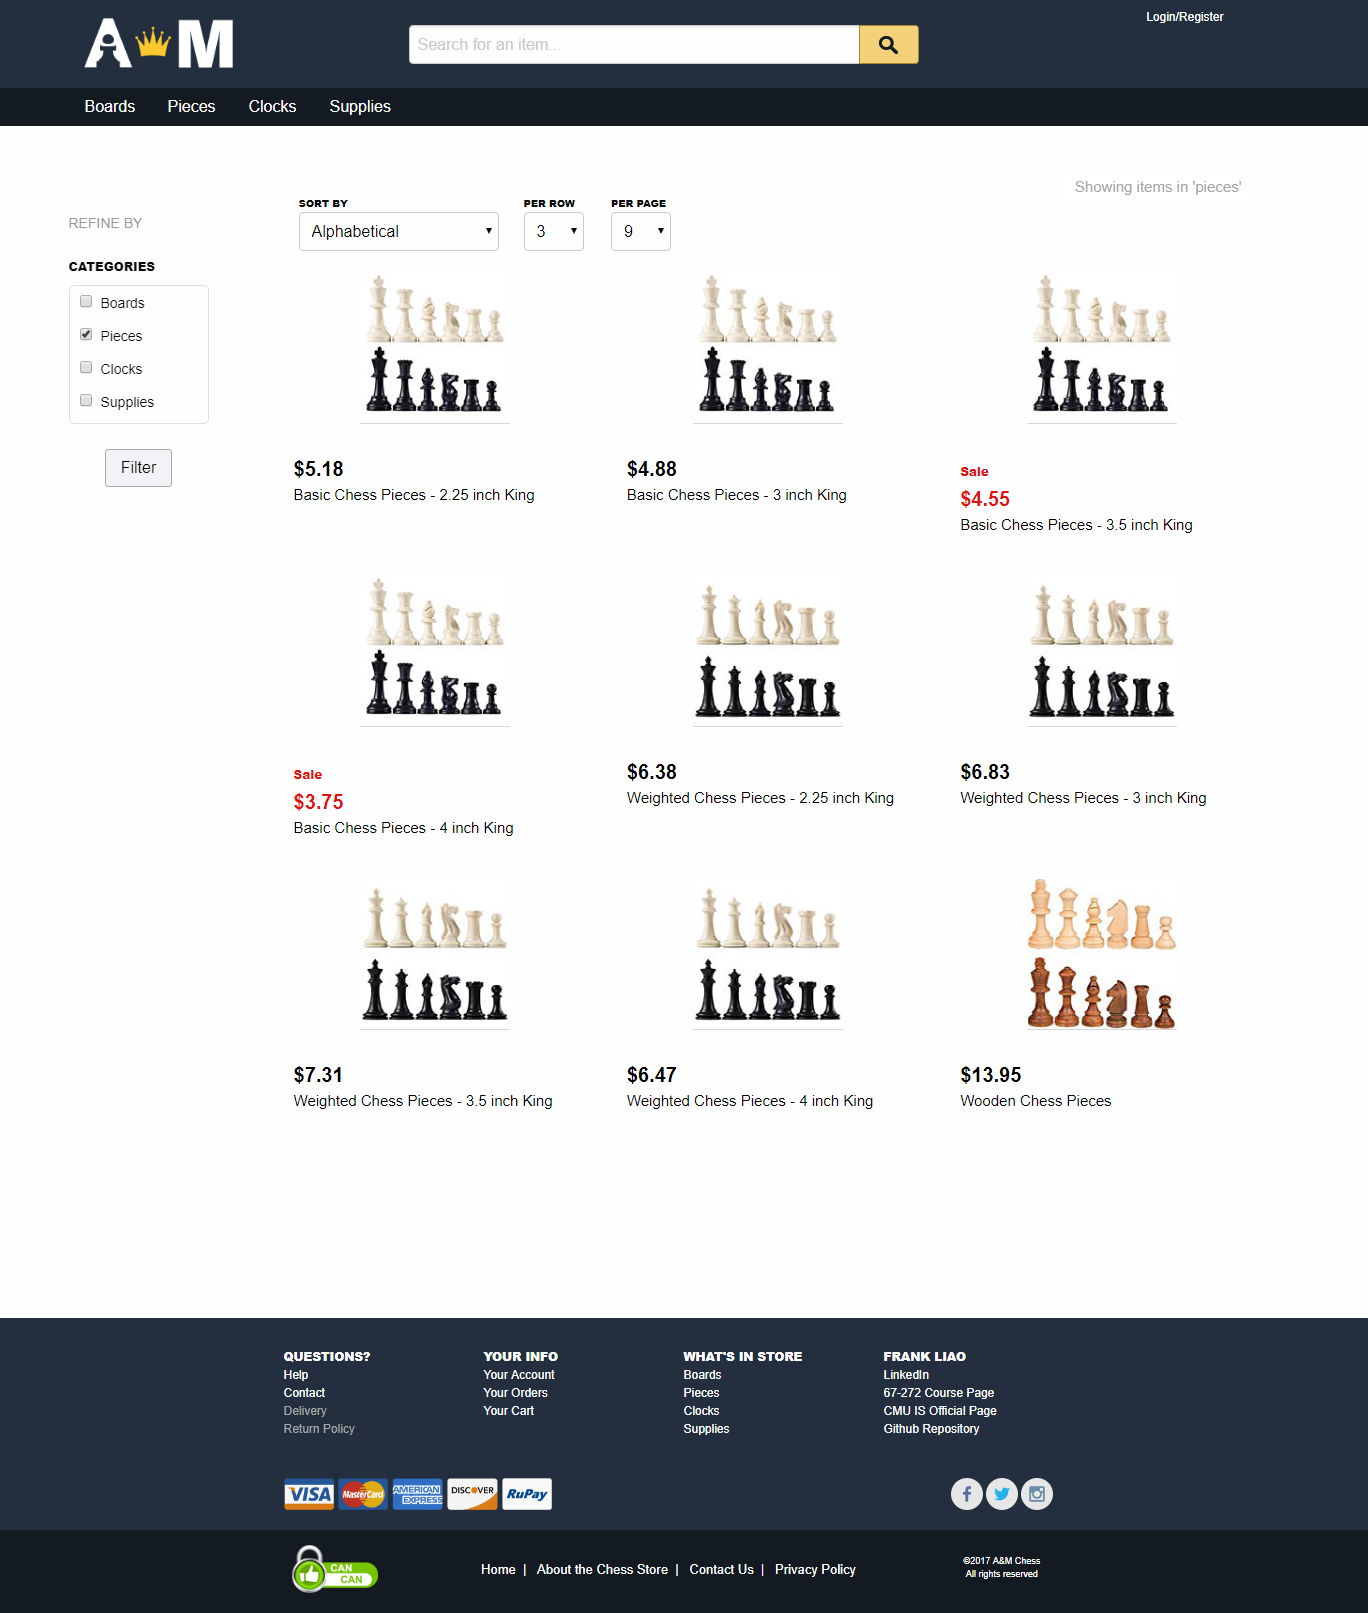 A M
Search for an item...
Login/Register
Boards Pieces Clocks Supplies
Showing items in 'pieces'
REFINE BY
CATEGORIES
Boards
Pieces
Clocks
Supplies
Filter
SORT BY PER ROW PER PAGE
Alphabetical 3 9
$5.18
Basic Chess Pieces - 2.25 inch King
$4.88
Basic Chess Pieces - 3 inch King
Sale
$4.55
Basic Chess Pieces - 3.5 inch King
Sale
$3.75
Basic Chess Pieces - 4 inch King
$6.38
Weighted Chess Pieces - 2.25 inch King
$6.83
Weighted Chess Pieces - 3 inch King
$7.31
Weighted Chess Pieces - 3.5 inch King
$6.47
Weighted Chess Pieces - 4 inch King
$13.95
Wooden Chess Pieces
QUESTIONS?
Help
Contact
Delivery
Return Policy
YOUR INFO
Your Account
Your Orders
Your Cart
WHAT'S IN STORE
Boards
Pieces
Clocks
Supplies
FRANK LIAO
LinkedIn
67-272 Course Page
CMU IS Official Page
Github Repository
VISA
MasterCard
AMERICAN
EXPRESS
DISCOVER
RuPay
CAN
CAN
Home | About the Chess Store | Contact Us | Privacy Policy
©2017 A&M Chess
All rights reserved